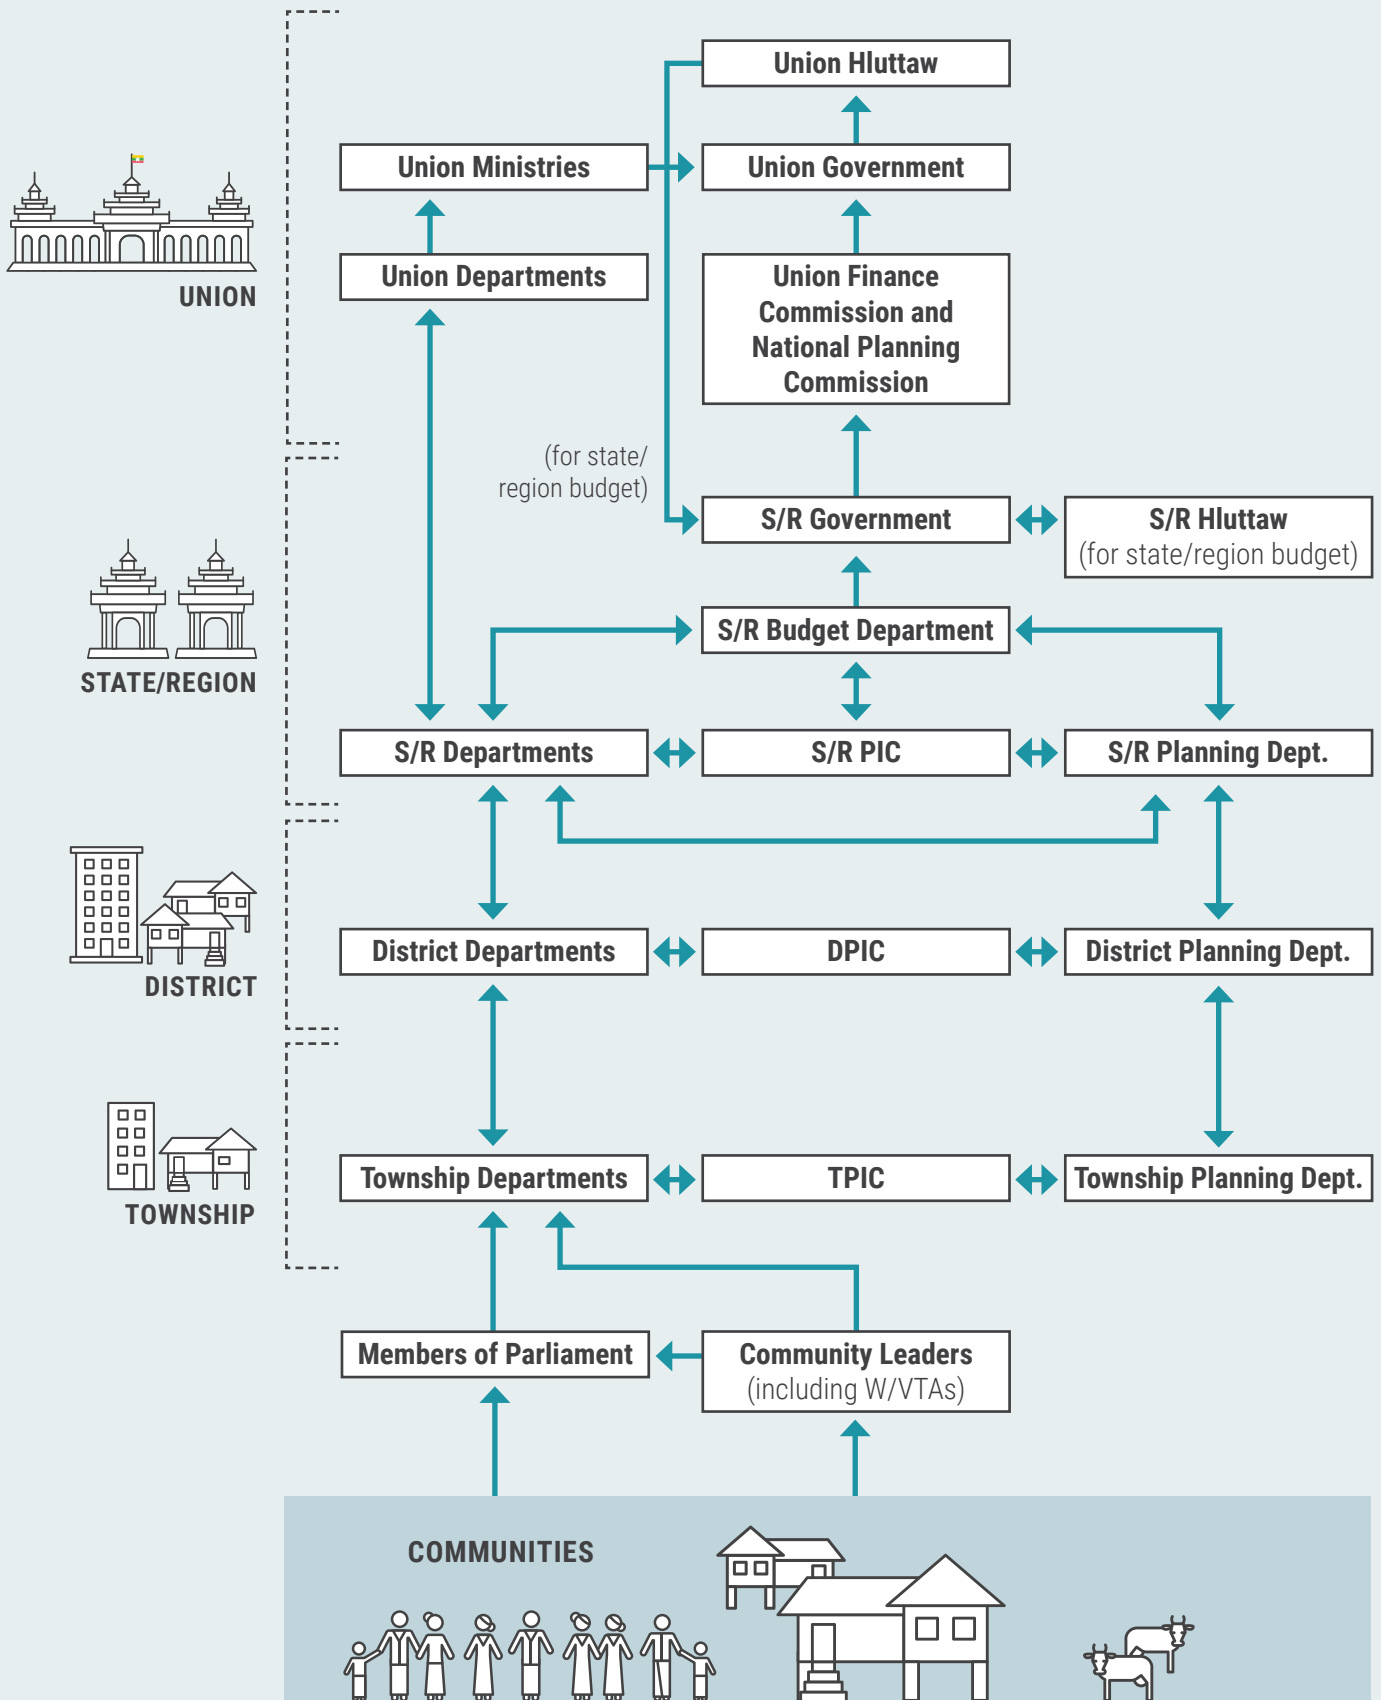 Union Hluttaw
Union Ministries
Union Government
Union Departments
Union Finance
Commission and
National Planning
Commission
UNION
(for state/
region budget)
S/R Government
S/R Hluttaw
(for state/region budget)
S/R Budget Department
STATE/REGION
S/R Departments
S/R PIC
S/R Planning Dept.
District Departments
DPIC
District Planning Dept.
DISTRICT
Township Departments
TPIC
Township Planning Dept.
TOWNSHIP
Members of Parliament
Community Leaders
(including W/VTAs)
COMMUNITIES